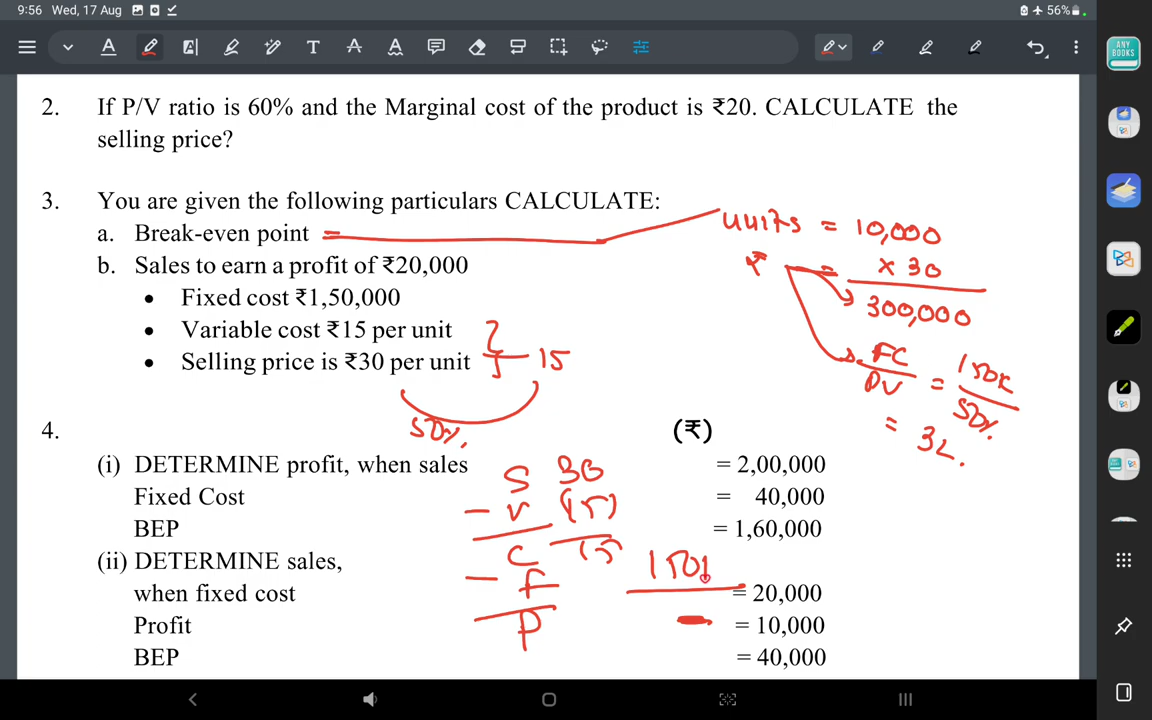 9:56 Wed, 17 Aug
56%
ANY BOOKS
2. If P/V ratio is 60% and the Marginal cost of the product is ₹20. CALCULATE the
selling price?
3. You are given the following particulars CALCULATE:
a. Break-even point
units = 10,000
b. Sales to earn a profit of ₹20,000
₹ = x 30
• Fixed cost ₹1,50,000
300,000
• Variable cost ₹15 per unit
• Selling price is ₹30 per unit
15
FC
PV
= 150K
50%
= 3L.
50%.
4. (₹)
(i) DETERMINE profit, when sales = 2,00,000
S 30
Fixed Cost = 40,000
- V (15)
BEP = 1,60,000
C 15
(ii) DETERMINE sales,
- F
150
when fixed cost = 20,000
P
Profit = 10,000
BEP = 40,000